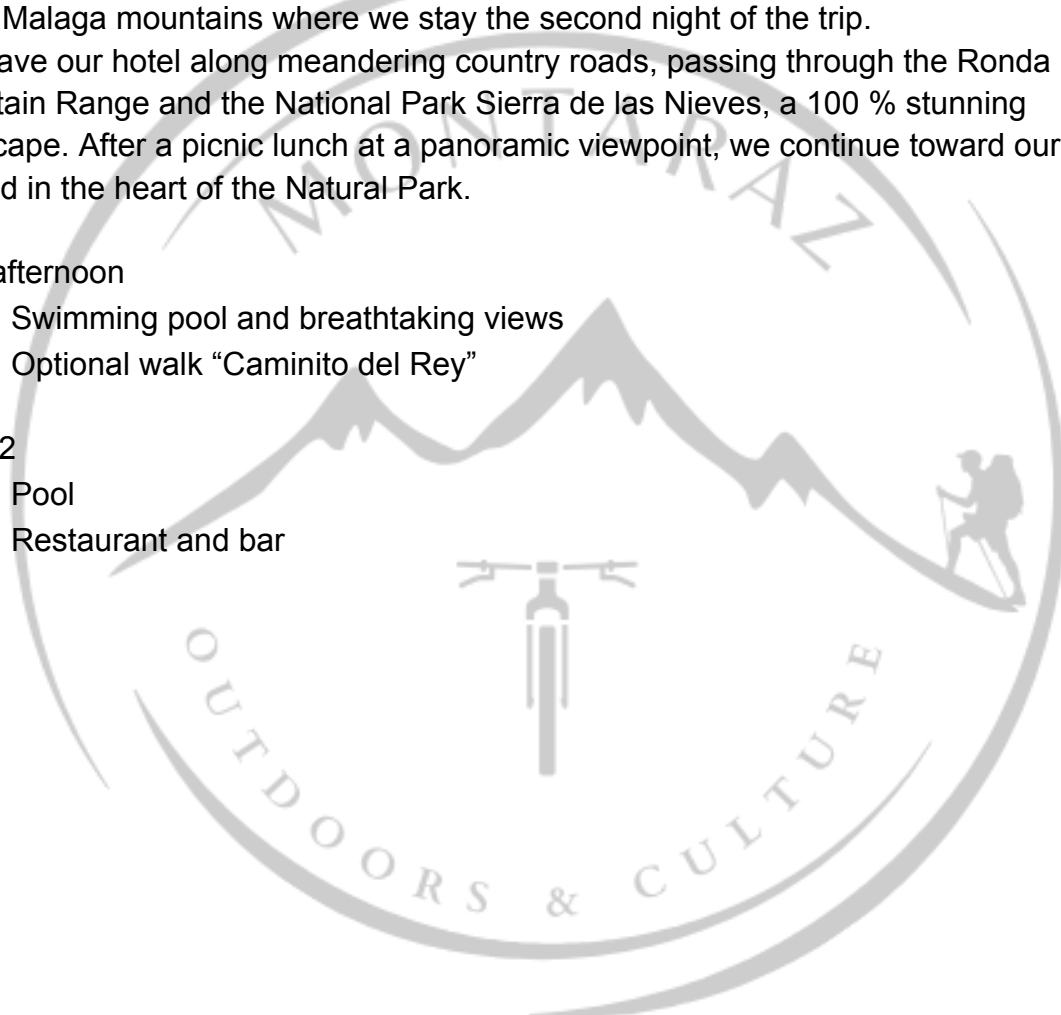 Malaga mountains where we stay the second night of the trip.
ave our hotel along meandering country roads, passing through the Ronda
tain Range and the National Park Sierra de las Nieves, a 100 % stunning
cape. After a picnic lunch at a panoramic viewpoint, we continue toward our
d in the heart of the Natural Park.
afternoon
Swimming pool and breathtaking views
Optional walk “Caminito del Rey”
2
Pool
Restaurant and bar
MONTARAZ
OUTDOORS & CULTURE